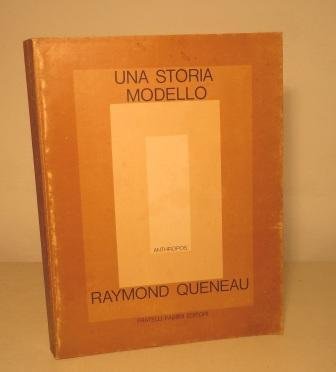 UNA STORIA
MODELLO
ANTHROPOS
RAYMOND QUENEAU
FRATELLI FABBRI EDITORI